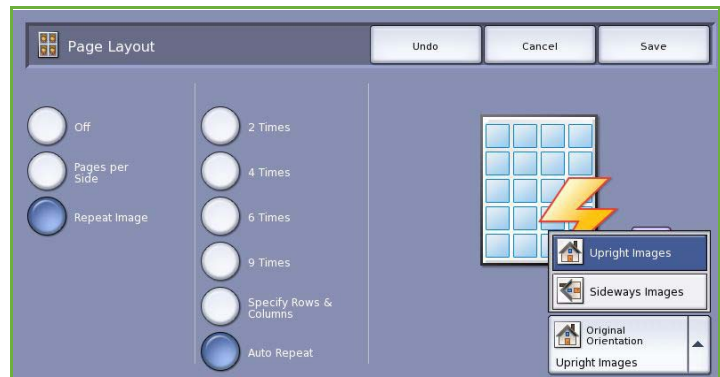 Page Layout
Undo
Cancel
Save
Off
Pages per
Side
Repeat Image
2 Times
4 Times
6 Times
9 Times
Specify Rows &
Columns
Auto Repeat
Upright Images
Sideways Images
Original
Orientation
Upright Images